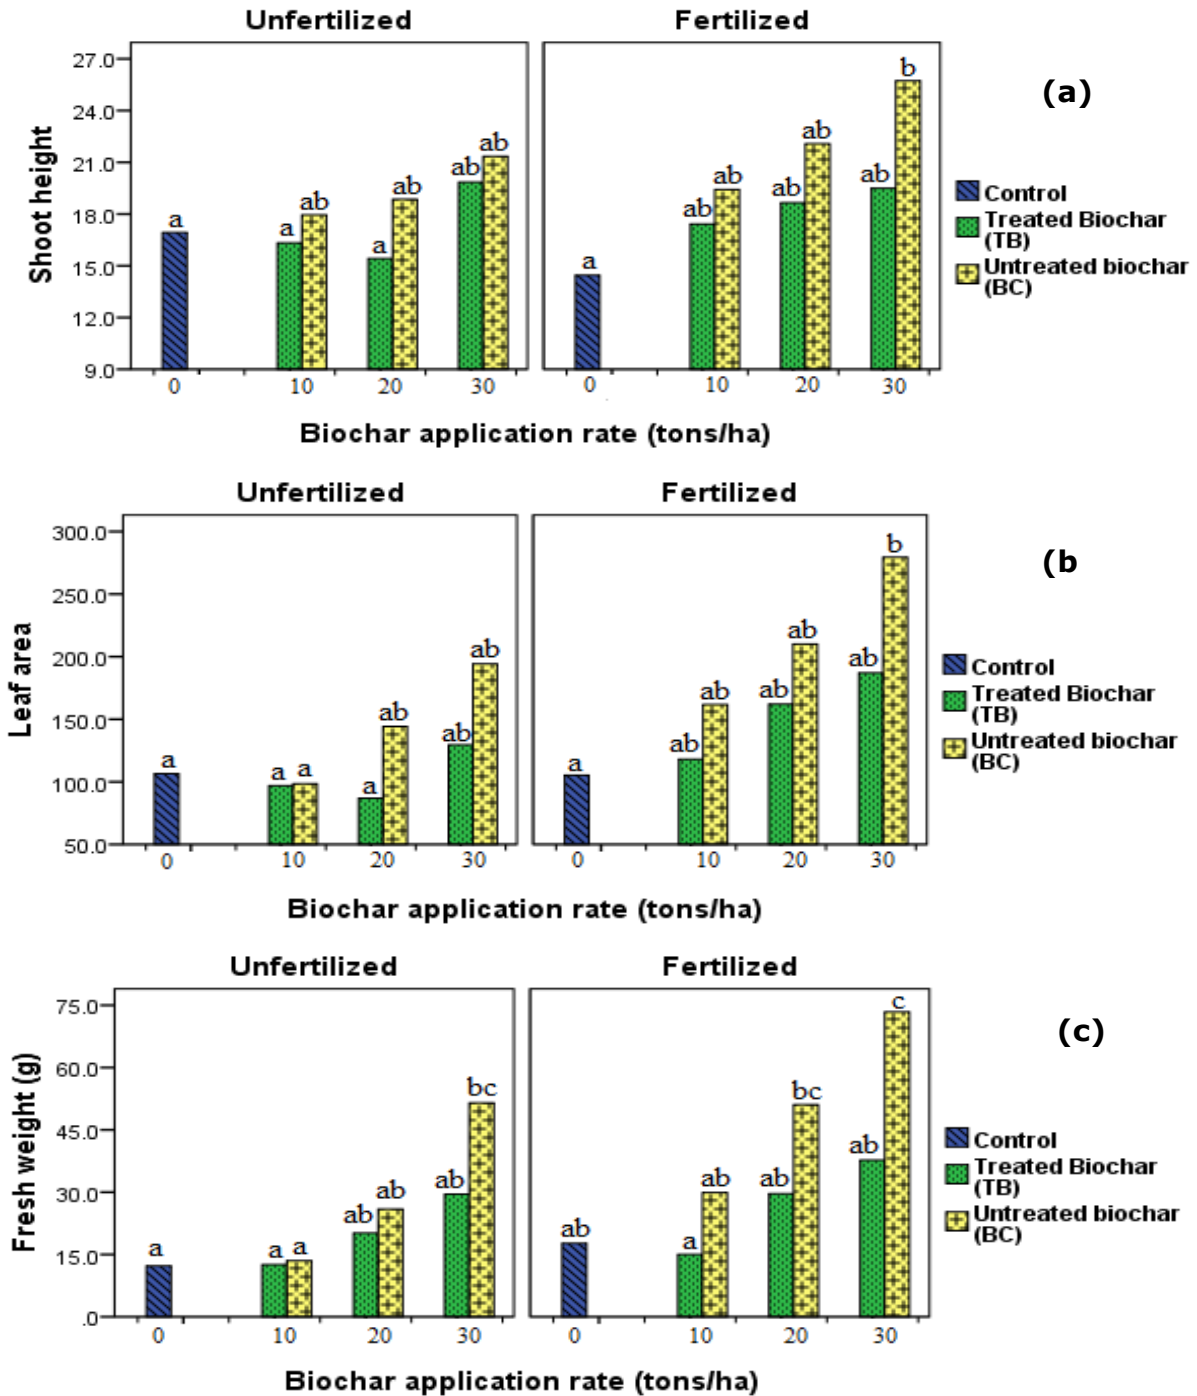 Unfertilized Fertilized
(a)
Shoot height
27.0
24.0
21.0
18.0
15.0
12.0
9.0
a a ab a ab ab ab
a ab ab ab ab ab b
Control
Treated Biochar
(TB)
Untreated biochar
(BC)
0 10 20 30 0 10 20 30
Biochar application rate (tons/ha)
Unfertilized Fertilized
(b
Leaf area
300.0
250.0
200.0
150.0
100.0
50.0
a a a a ab ab ab
a ab ab ab ab ab b
Control
Treated Biochar
(TB)
Untreated biochar
(BC)
0 10 20 30 0 10 20 30
Biochar application rate (tons/ha)
Unfertilized Fertilized
(c)
Fresh weight (g)
75.0
60.0
45.0
30.0
15.0
.0
a a a ab ab ab bc
ab a ab ab bc ab c
Control
Treated Biochar
(TB)
Untreated biochar
(BC)
0 10 20 30 0 10 20 30
Biochar application rate (tons/ha)